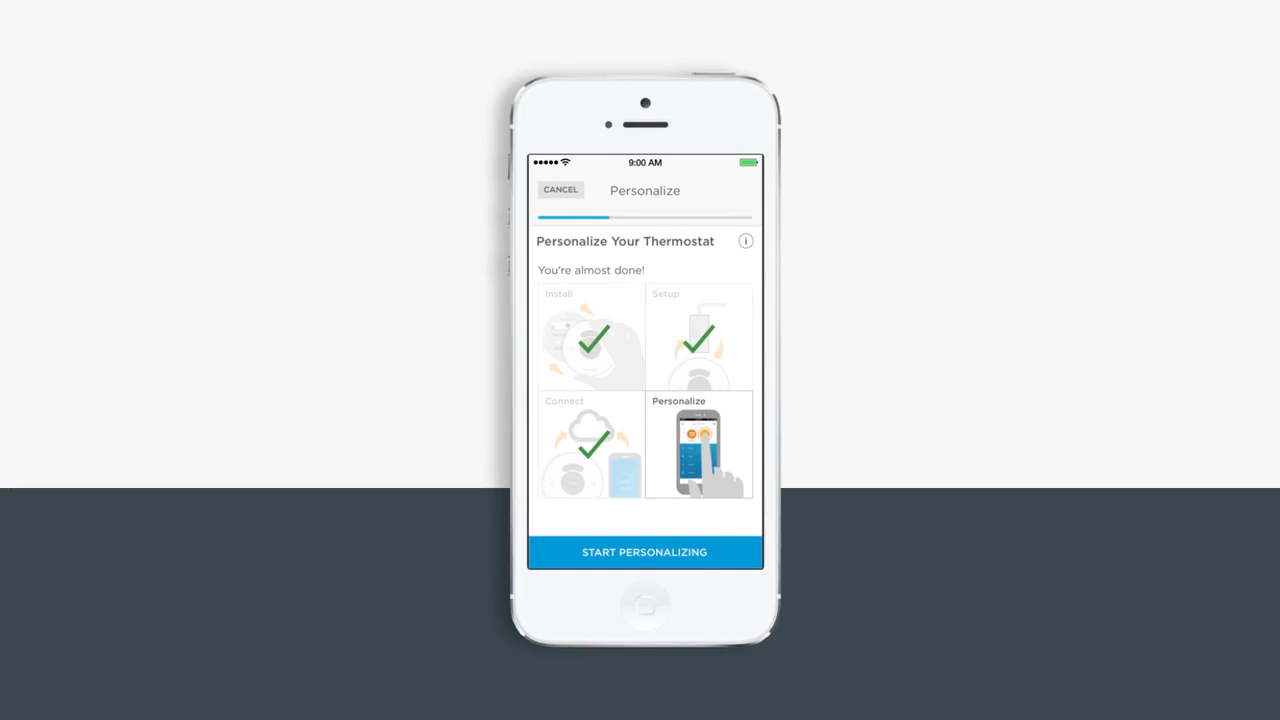 9:00 AM
CANCEL
Personalize
Personalize Your Thermostat
You're almost done!
Install
Setup
Connect
Personalize
START PERSONALIZING